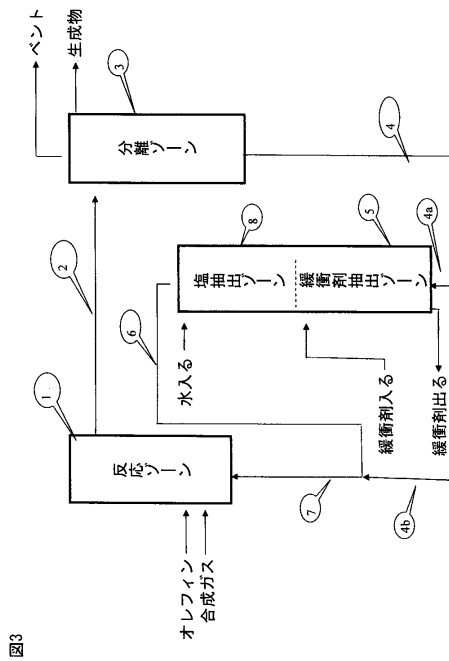 図3
ベント
生成物
3
分離ゾーン
4
2
8
塩抽出ゾーン
5
緩衝剤抽出ゾーン
4a
6
水入る
緩衝剤入る
緩衝剤出る
1
反応ゾーン
7
4b
オレフィン
合成ガス